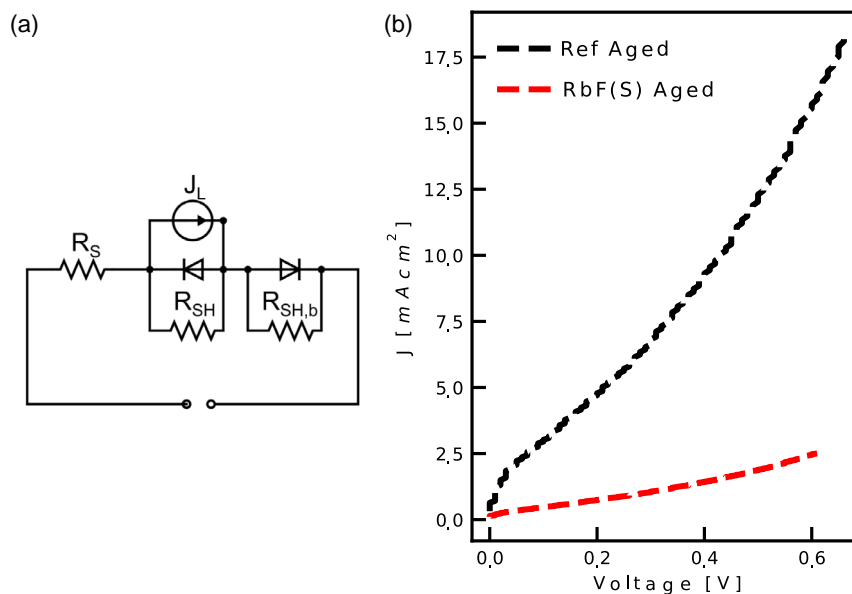 (a)
(b)
J_L
R_S
R_SH
R_SH,b
Ref Aged
RbF(S) Aged
J [mAcm²]
17.5
15.0
12.5
10.0
7.5
5.0
2.5
0.0
0.0 0.2 0.4 0.6
Voltage [V]